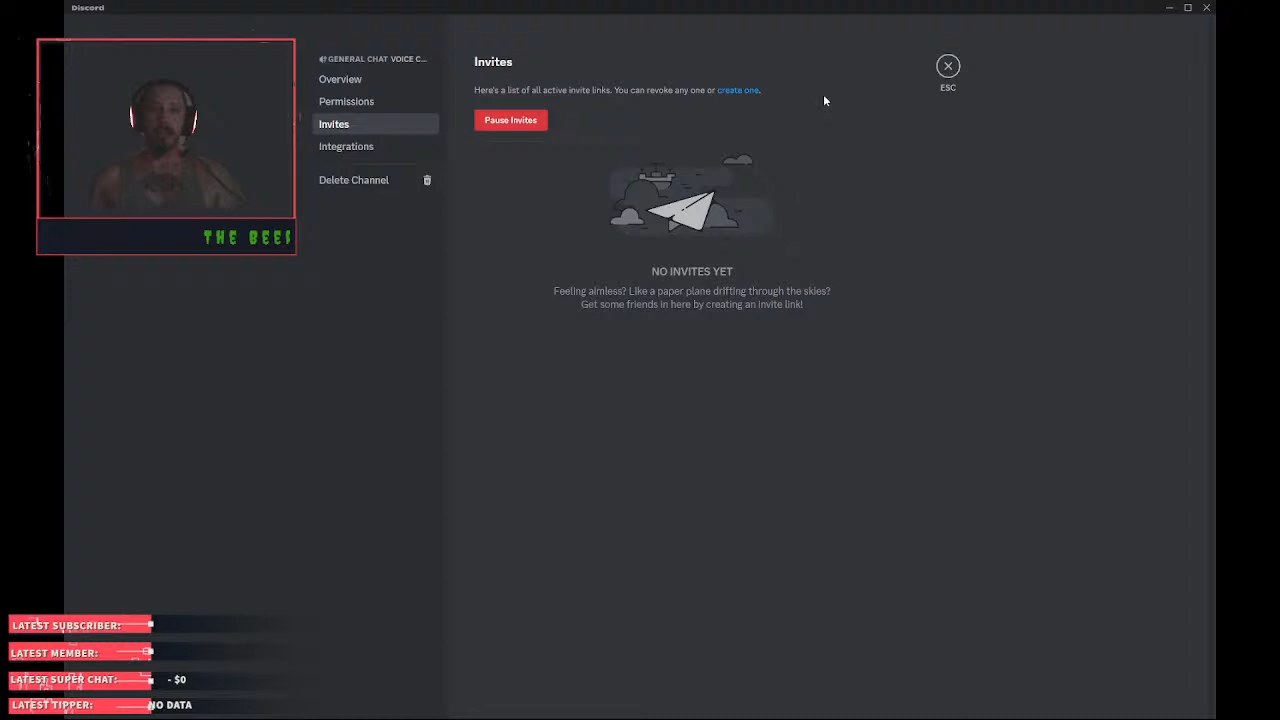 Discord
GENERAL CHAT VOICE C...
Overview
Permissions
Invites
Integrations
Delete Channel
Invites
Here's a list of all active invite links. You can revoke any one or create one.
Pause Invites
ESC
NO INVITES YET
Feeling aimless? Like a paper plane drifting through the skies?
Get some friends in here by creating an invite link!
THE BEER
LATEST SUBSCRIBER:
LATEST MEMBER:
LATEST SUPER CHAT: - $0
LATEST TIPPER: NO DATA